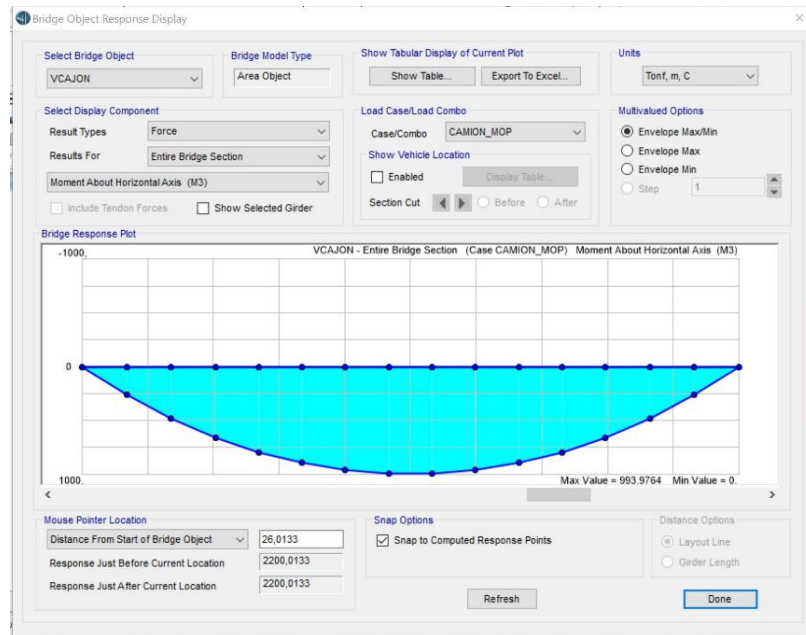 Bridge Object Response Display
Select Bridge Object
VCAJON
Bridge Model Type
Area Object
Show Tabular Display of Current Plot
Show Table...
Export To Excel...
Units
Tonf, m, C
Select Display Component
Result Types
Force
Results For
Entire Bridge Section
Moment About Horizontal Axis (M3)
Include Tendon Forces
Show Selected Girder
Load Case/Load Combo
Case/Combo
CAMION_MOP
Show Vehicle Location
Enabled
Display Table...
Section Cut
Before
After
Multivalued Options
Envelope Max/Min
Envelope Max
Envelope Min
Step
1
Bridge Response Plot
-1000,
VCAJON - Entire Bridge Section (Case CAMION_MOP) Moment About Horizontal Axis (M3)
0
1000.
Max Value = 993.9764 Min Value = 0.
Mouse Pointer Location
Distance From Start of Bridge Object
26,0133
Response Just Before Current Location
2200,0133
Response Just After Current Location
2200,0133
Snap Options
Snap to Computed Response Points
Distance Options
Layout Line
Girder Length
Refresh
Done